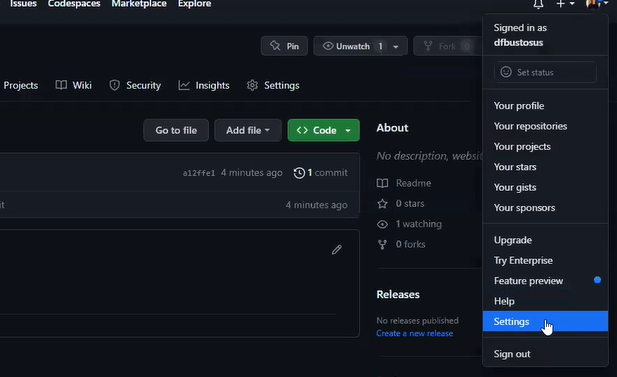 Issues Codespaces Marketplace Explore
Signed in as
dfbustosus
Pin Unwatch 1 Fork
Set status
Projects Wiki Security Insights Settings
Your profile
Your repositories
Your projects
Your stars
Your gists
Your sponsors
Go to file Add file Code
About
No description, websit
a12ffe1 4 minutes ago 1 commit
Readme
it 4 minutes ago
0 stars
1 watching
0 forks
Upgrade
Try Enterprise
Feature preview
Help
Settings
Sign out
Releases
No releases published
Create a new release